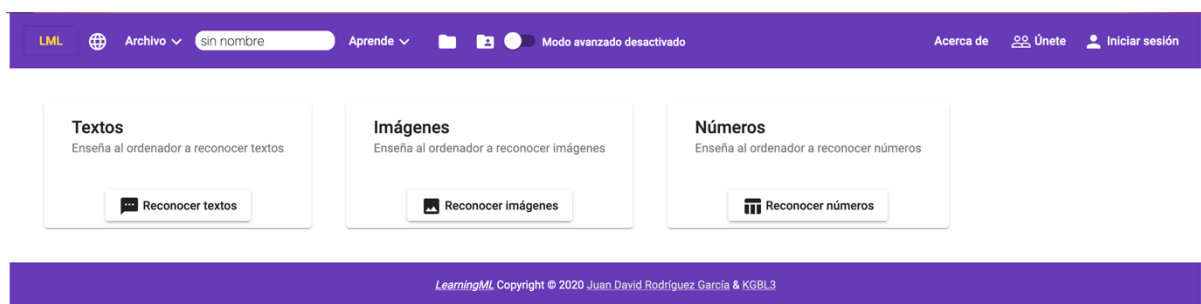 LML Archivo sin nombre Aprende Modo avanzado desactivado Acerca de Únete Iniciar sesión
Textos
Enseña al ordenador a reconocer textos
Reconocer textos
Imágenes
Enseña al ordenador a reconocer imágenes
Reconocer imágenes
Números
Enseña al ordenador a reconocer números
Reconocer números
LearningML Copyright © 2020 Juan David Rodríguez García & KGBL3